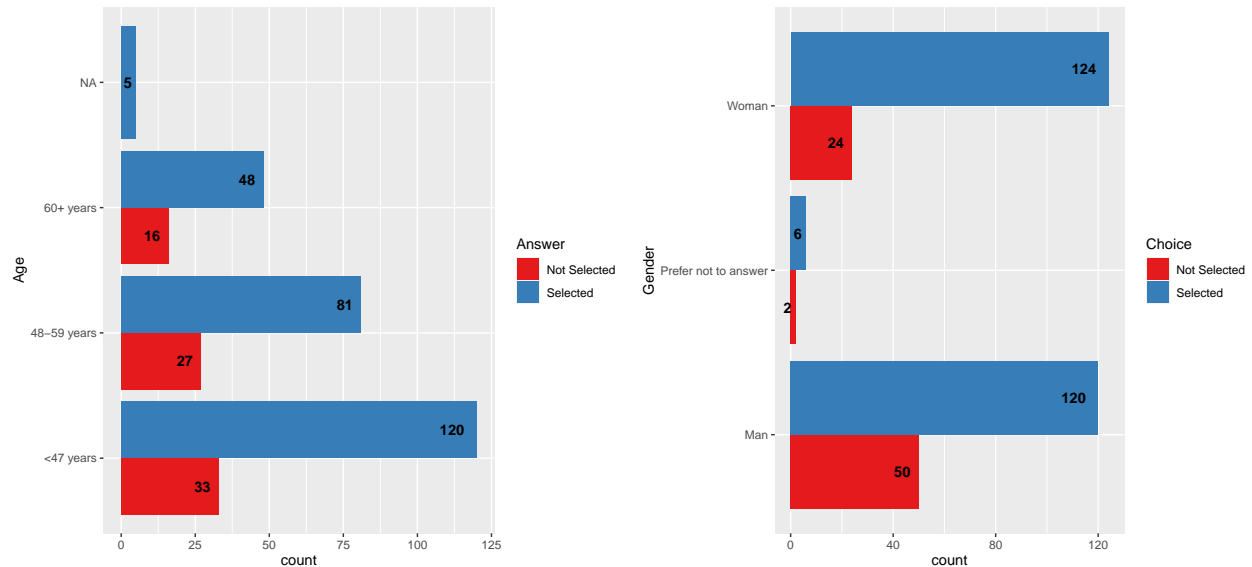 Age
NA
5
60+ years
48
16
48–59 years
81
27
<47 years
120
33
0 25 50 75 100 125
count
Answer
Not Selected
Selected
Gender
Woman
124
24
Prefer not to answer
6
2
Man
120
50
0 40 80 120
count
Choice
Not Selected
Selected